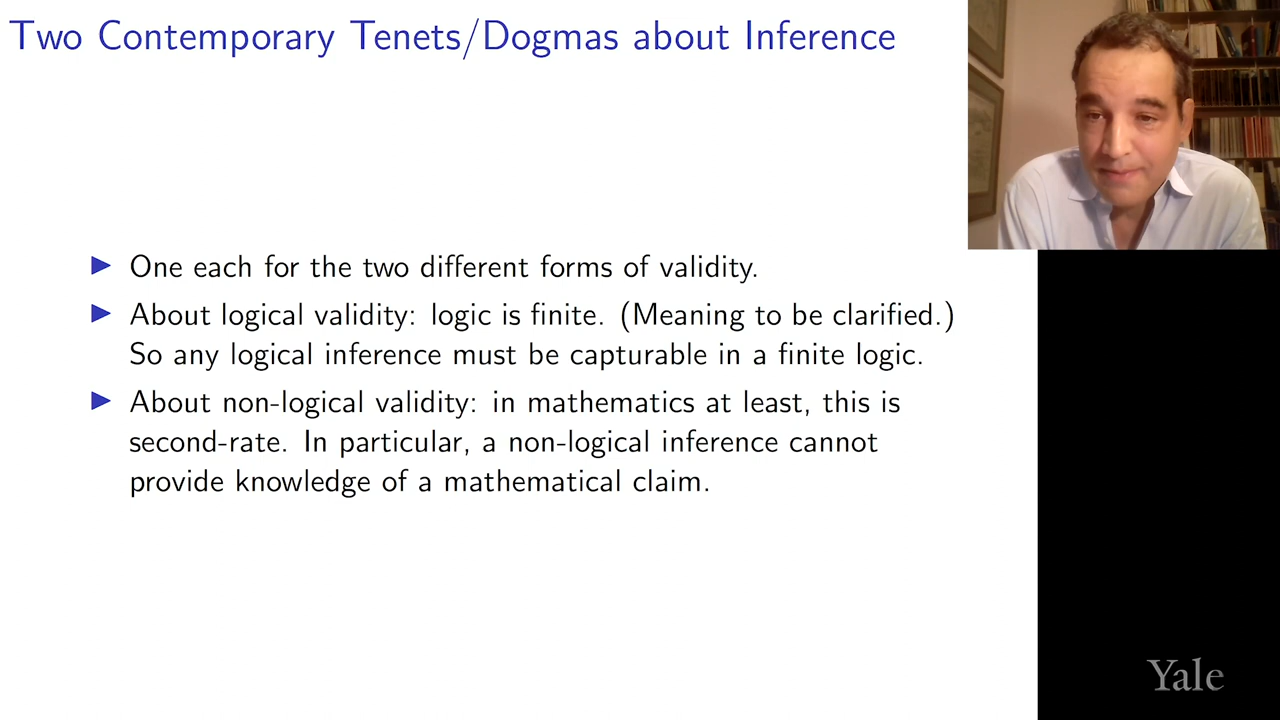 Two Contemporary Tenets/Dogmas about Inference
▶ One each for the two different forms of validity.
▶ About logical validity: logic is finite. (Meaning to be clarified.)
So any logical inference must be capturable in a finite logic.
▶ About non-logical validity: in mathematics at least, this is
second-rate. In particular, a non-logical inference cannot
provide knowledge of a mathematical claim.
Yale